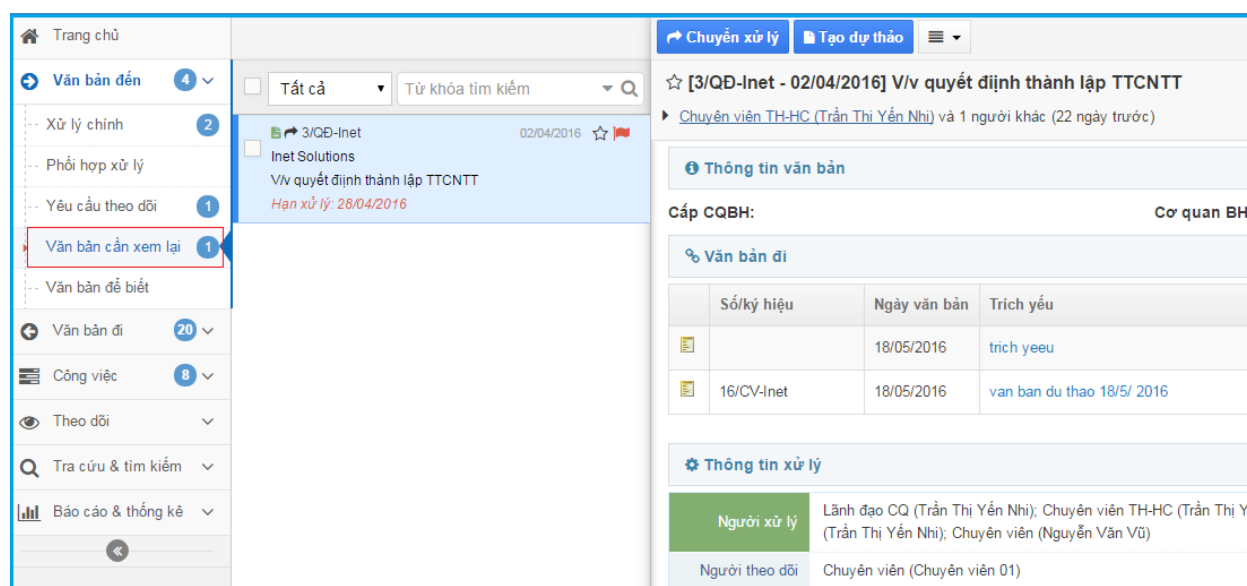 Trang chủ
Văn bản đến 4
Xử lý chính 2
Phối hợp xử lý
Yêu cầu theo dõi 1
Văn bản cần xem lại 1
Văn bản để biết
Văn bản đi 20
Công việc 8
Theo dõi
Tra cứu & tìm kiếm
Báo cáo & thống kê
Tất cả
Từ khóa tìm kiếm
3/QĐ-Inet 02/04/2016
Inet Solutions
V/v quyết điịnh thành lập TTCNTT
Hạn xử lý: 28/04/2016
Chuyển xử lý Tạo dự thảo
[3/QĐ-Inet - 02/04/2016] V/v quyết điịnh thành lập TTCNTT
Chuyên viên TH-HC (Trần Thị Yến Nhi) và 1 người khác (22 ngày trước)
Thông tin văn bản
Cấp CQBH: Cơ quan BH
Văn bản đi
Số/ký hiệu Ngày văn bản Trích yếu
18/05/2016 trich yeeu
16/CV-Inet 18/05/2016 van ban du thao 18/5/ 2016
Thông tin xử lý
Người xử lý
Lãnh đạo CQ (Trần Thị Yến Nhi); Chuyên viên TH-HC (Trần Thị Y
(Trần Thị Yến Nhi); Chuyên viên (Nguyễn Văn Vũ)
Người theo dõi Chuyên viên (Chuyên viên 01)